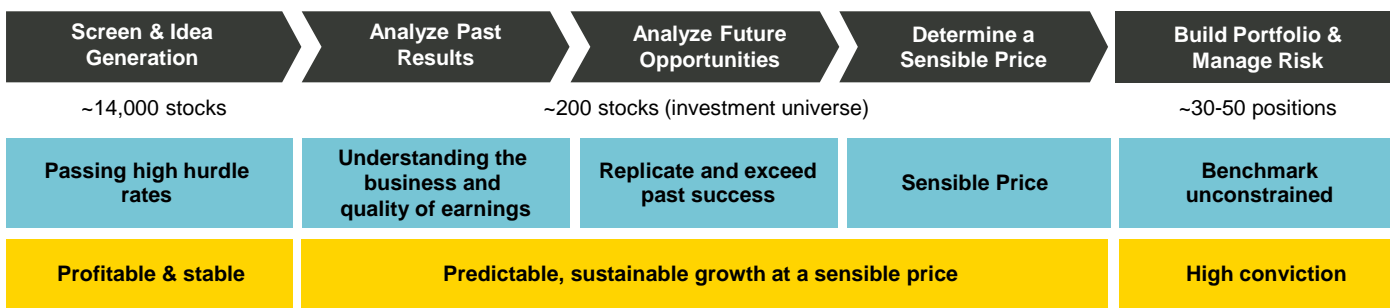 Screen & Idea
Generation
Analyze Past
Results
Analyze Future
Opportunities
Determine a
Sensible Price
Build Portfolio &
Manage Risk
~14,000 stocks
~200 stocks (investment universe)
~30-50 positions
Passing high hurdle
rates
Understanding the
business and
quality of earnings
Replicate and exceed
past success
Sensible Price
Benchmark
unconstrained
Profitable & stable
Predictable, sustainable growth at a sensible price
High conviction